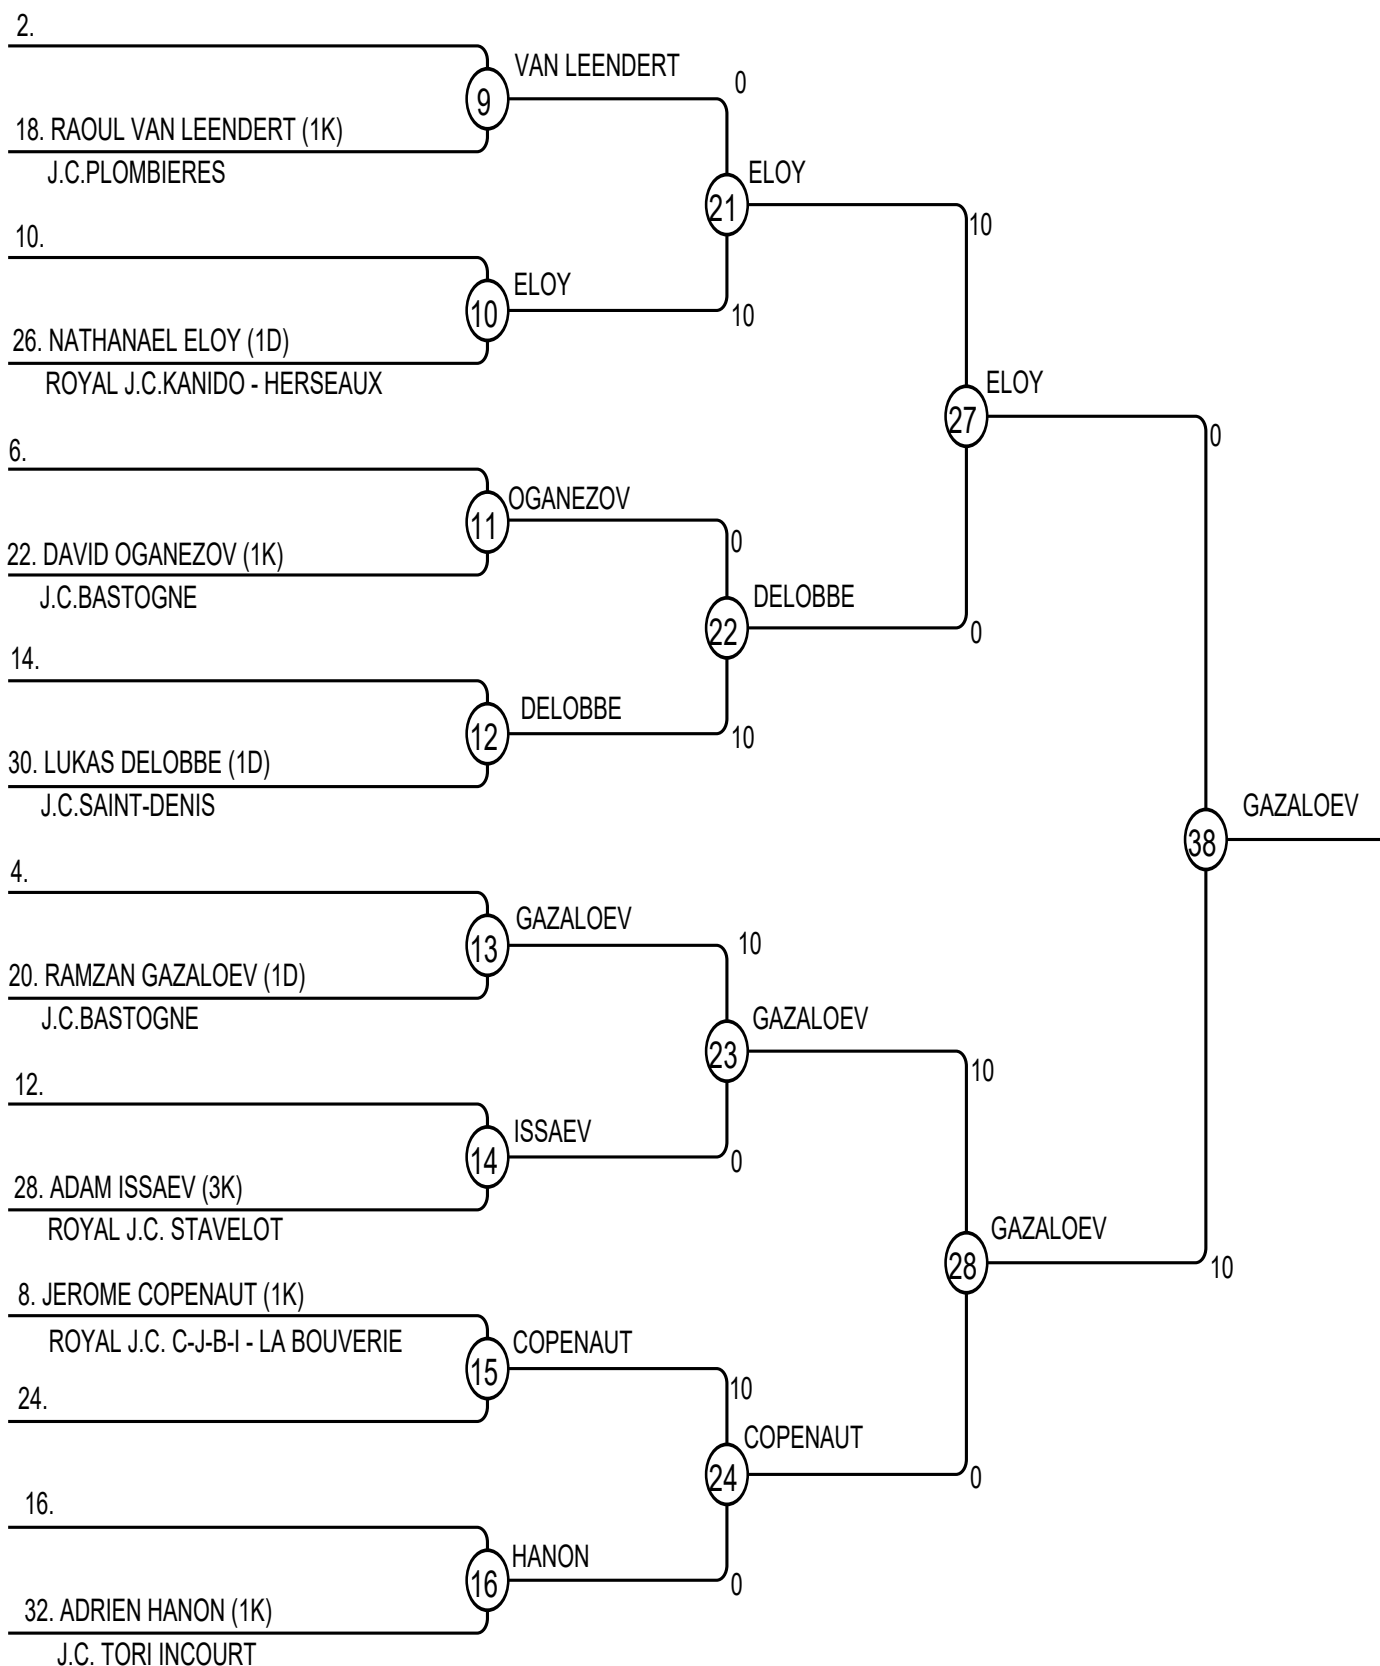 2.
VAN LEENDERT
0
9
18. RAOUL VAN LEENDERT (1K)
J.C.PLOMBIERES
ELOY
21
10
10.
ELOY
10
10
26. NATHANAEL ELOY (1D)
ROYAL J.C.KANIDO - HERSEAUX
ELOY
27
0
6.
OGANEZOV
11
0
22. DAVID OGANEZOV (1K)
J.C.BASTOGNE
DELOBBE
22
0
14.
DELOBBE
12
10
30. LUKAS DELOBBE (1D)
J.C.SAINT-DENIS
GAZALOEV
38
4.
GAZALOEV
13
10
20. RAMZAN GAZALOEV (1D)
J.C.BASTOGNE
GAZALOEV
23
10
12.
ISSAEV
14
0
28. ADAM ISSAEV (3K)
ROYAL J.C. STAVELOT
GAZALOEV
28
10
8. JEROME COPENAUT (1K)
ROYAL J.C. C-J-B-I - LA BOUVERIE
COPENAUT
15
10
24.
COPENAUT
24
0
16.
HANON
16
0
32. ADRIEN HANON (1K)
J.C. TORI INCOURT